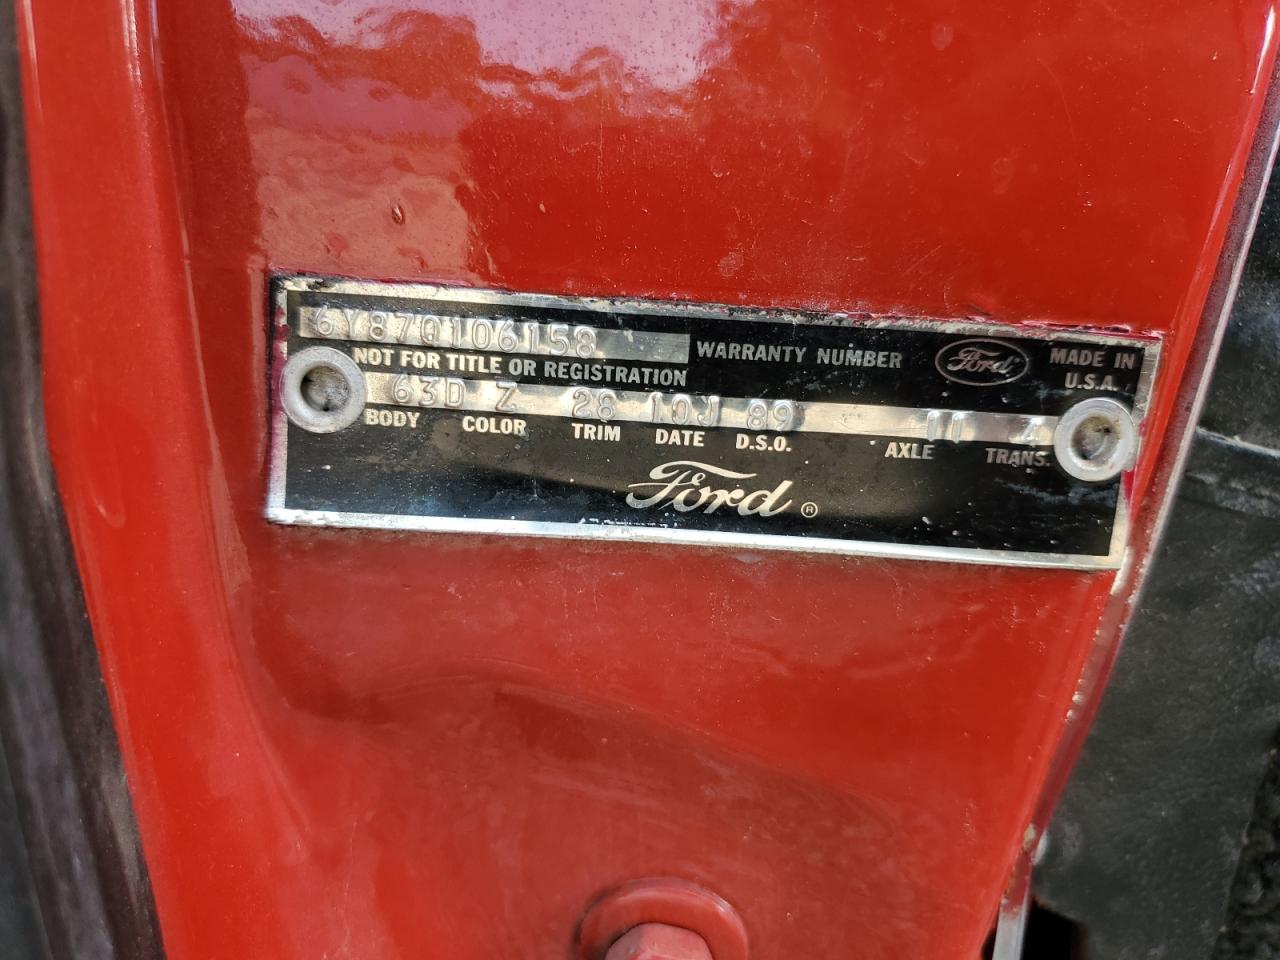 6Y87Q106158 WARRANTY NUMBER Ford MADE IN U.S.A.
NOT FOR TITLE OR REGISTRATION
63D Z 28 10J 89 11 4
BODY COLOR TRIM DATE D.S.O. AXLE TRANS.
Ford ®